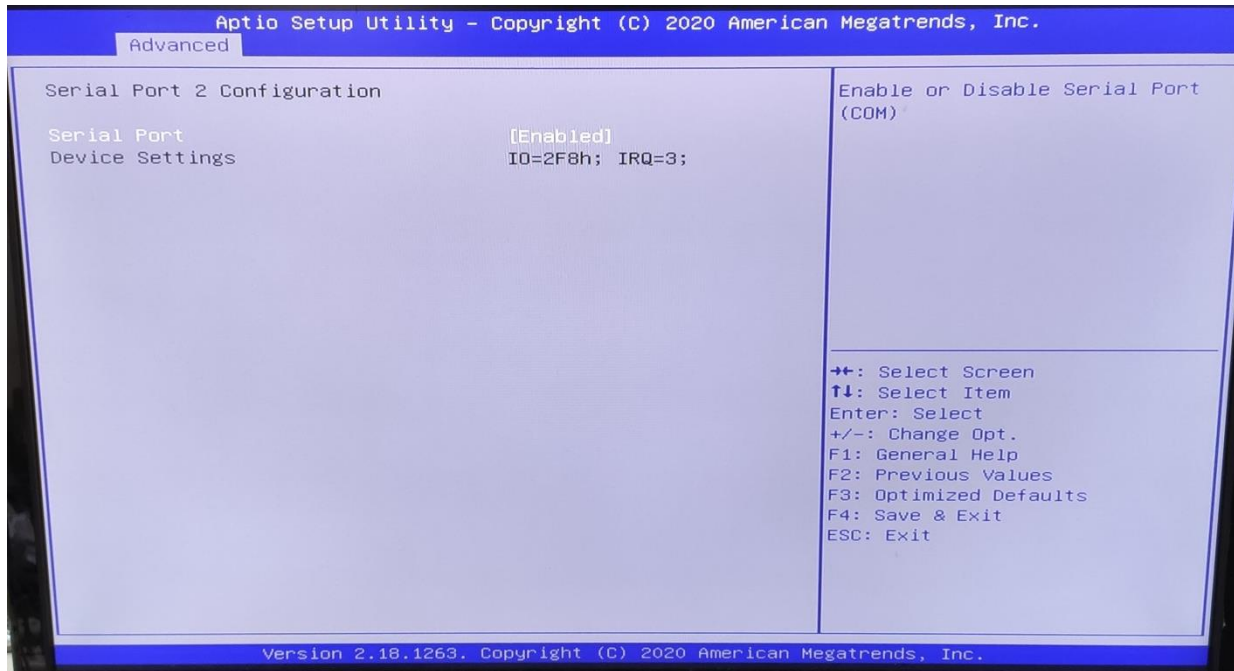 Aptio Setup Utility – Copyright (C) 2020 American Megatrends, Inc.
Advanced
Serial Port 2 Configuration
Serial Port [Enabled]
Device Settings IO=2F8h; IRQ=3;
Enable or Disable Serial Port
(COM)
→←: Select Screen
↑↓: Select Item
Enter: Select
+/-: Change Opt.
F1: General Help
F2: Previous Values
F3: Optimized Defaults
F4: Save & Exit
ESC: Exit
Version 2.18.1263. Copyright (C) 2020 American Megatrends, Inc.